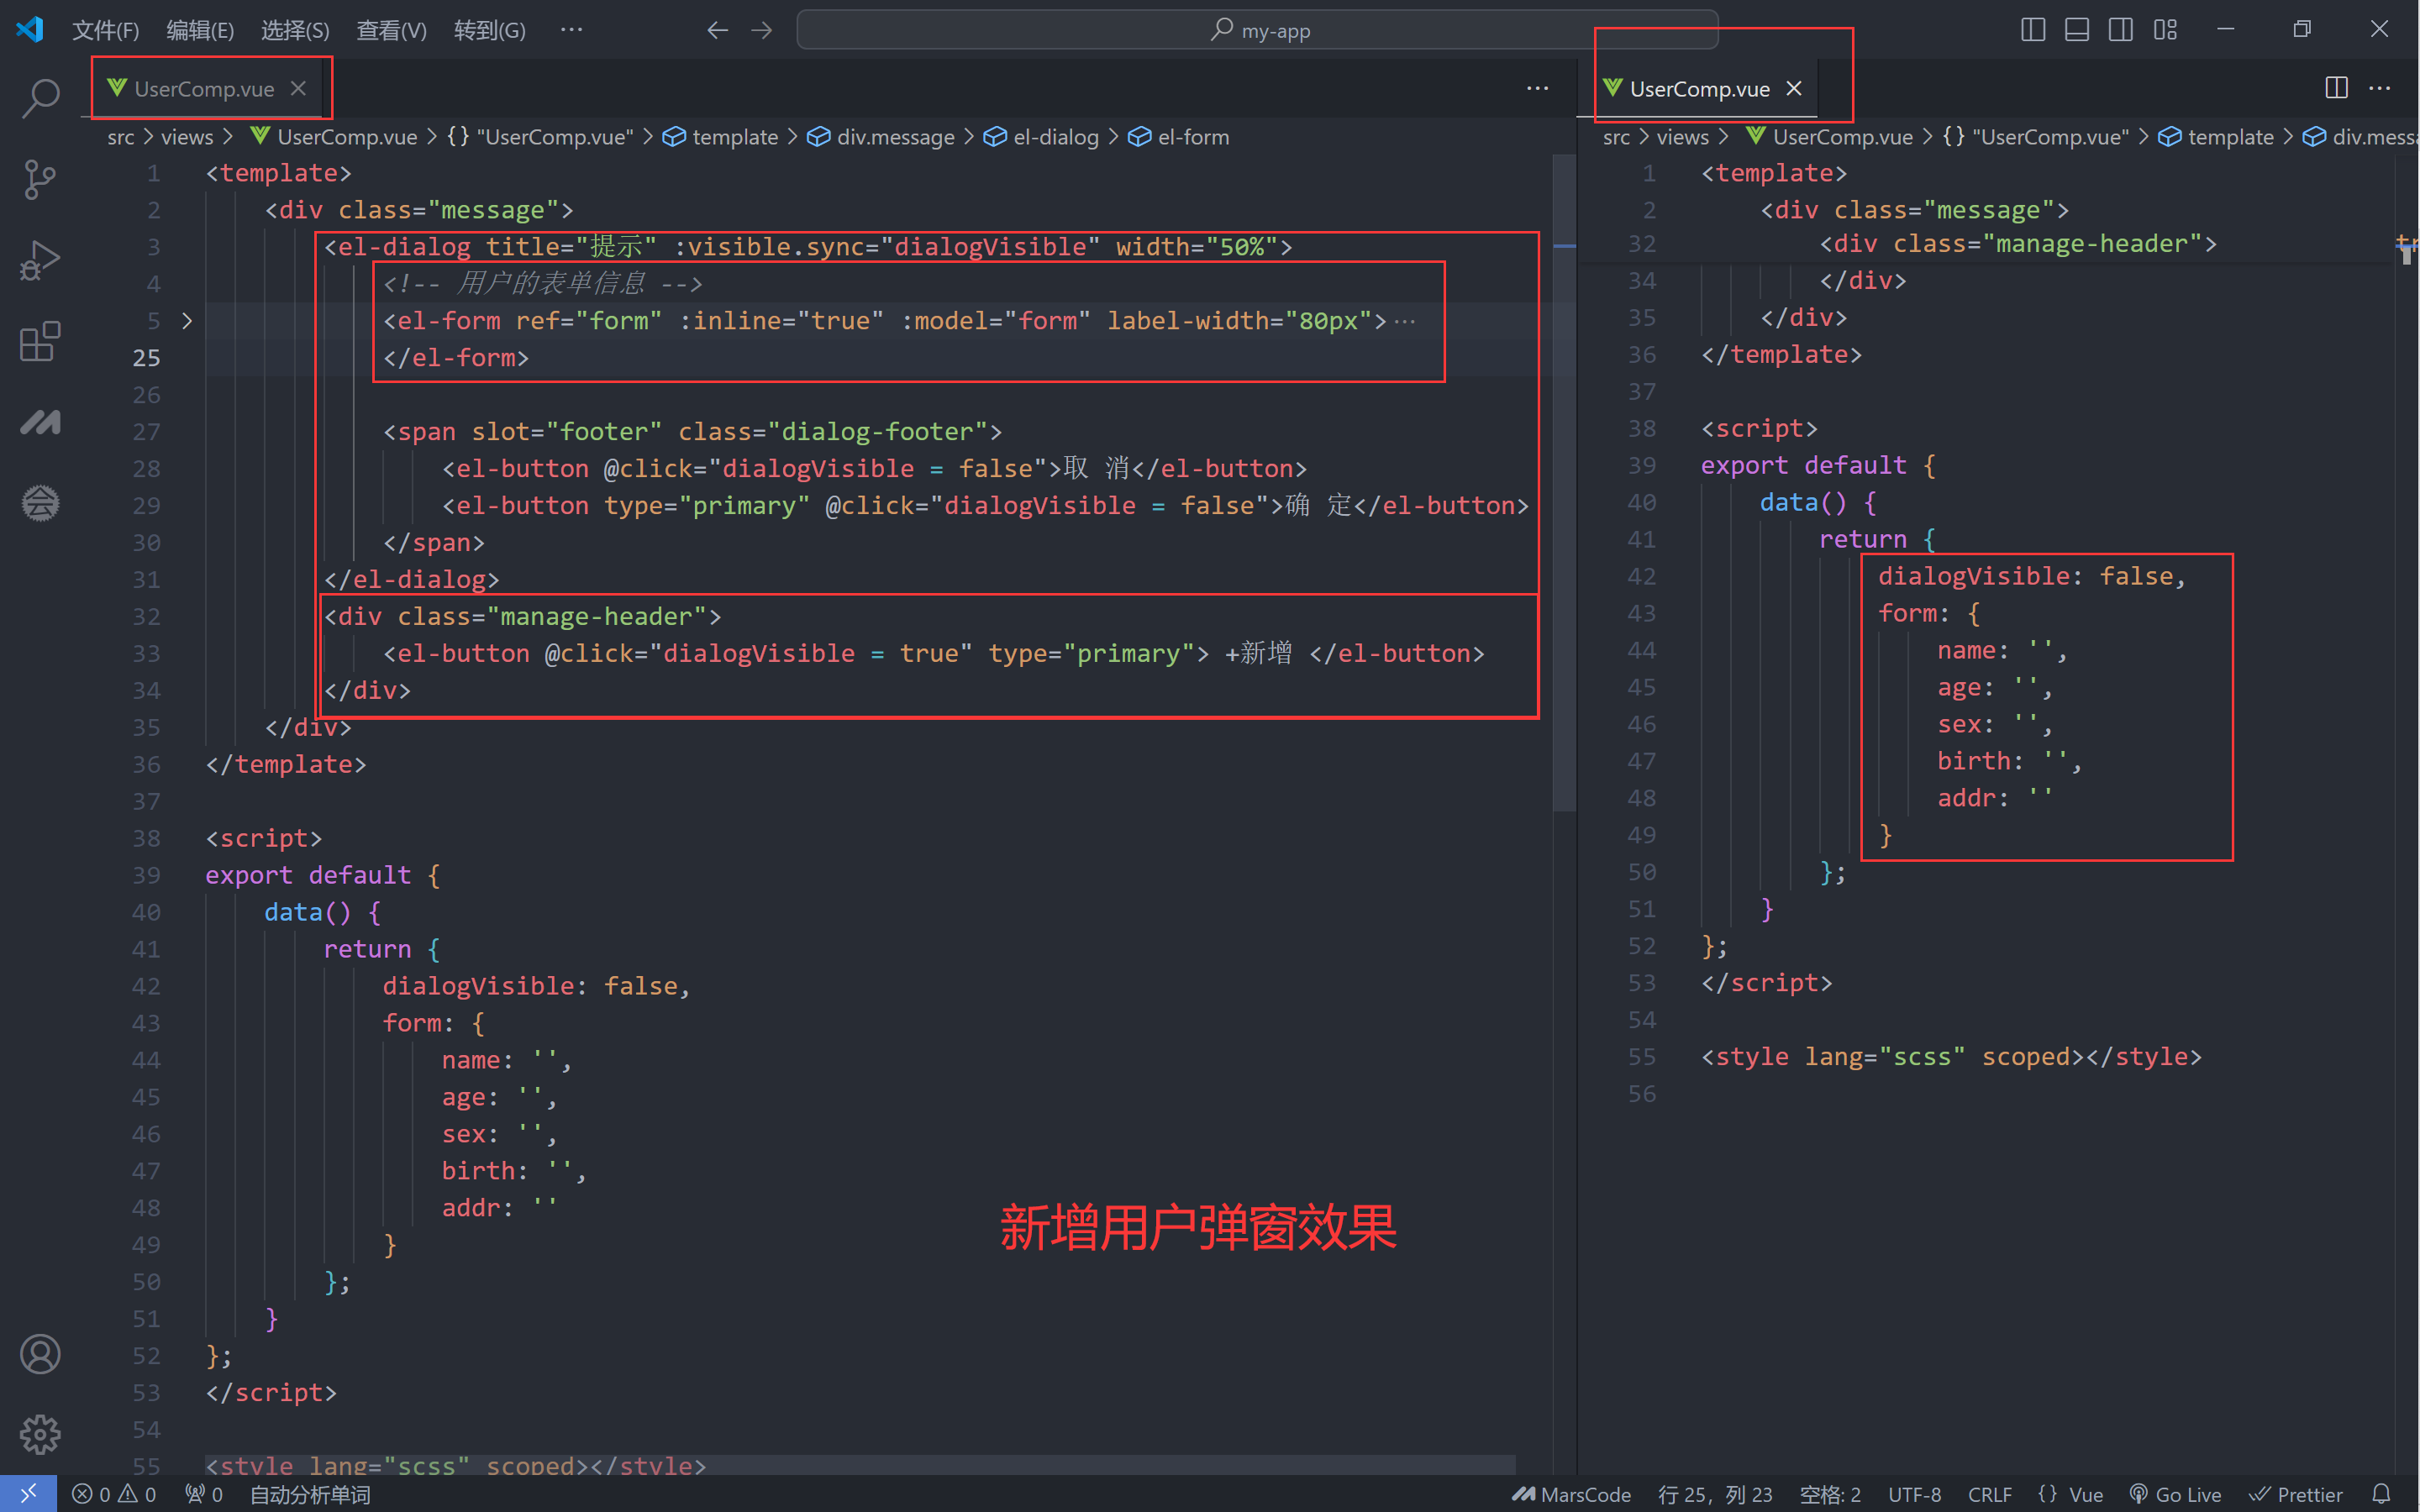 文件(F) 编辑(E) 选择(S) 查看(V) 转到(G) ··· my-app
UserComp.vue
src > views > UserComp.vue > {} "UserComp.vue" > template > div.message > el-dialog > el-form
1 <template>
2 <div class="message">
3 <el-dialog title="提示" :visible.sync="dialogVisible" width="50%">
4 <!-- 用户的表单信息 -->
5 <el-form ref="form" :inline="true" :model="form" label-width="80px">···
25 </el-form>
26
27 <span slot="footer" class="dialog-footer">
28 <el-button @click="dialogVisible = false">取 消</el-button>
29 <el-button type="primary" @click="dialogVisible = false">确 定</el-button>
30 </span>
31 </el-dialog>
32 <div class="manage-header">
33 <el-button @click="dialogVisible = true" type="primary"> +新增 </el-button>
34 </div>
35 </div>
36 </template>
37
38 <script>
39 export default {
40 data() {
41 return {
42 dialogVisible: false,
43 form: {
44 name: '',
45 age: '',
46 sex: '',
47 birth: '',
48 addr: ''
49 }
50 };
51 }
52 };
53 </script>
54
55 <style lang="scss" scoped></style>
新增用户弹窗效果
UserComp.vue
src > views > UserComp.vue > {} "UserComp.vue" > template > div.messa
1 <template>
2 <div class="message">
32 <div class="manage-header">
34 </div>
35 </div>
36 </template>
37
38 <script>
39 export default {
40 data() {
41 return {
42 dialogVisible: false,
43 form: {
44 name: '',
45 age: '',
46 sex: '',
47 birth: '',
48 addr: ''
49 }
50 };
51 }
52 };
53 </script>
54
55 <style lang="scss" scoped></style>
56
0 0 0 自动分析单词 MarsCode 行 25，列 23 空格: 2 UTF-8 CRLF {} Vue Go Live Prettier